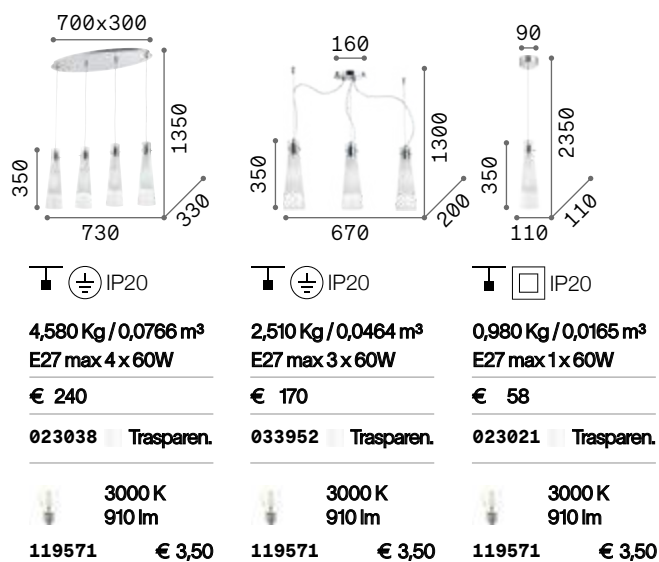 700x300
1350
350
730
330
IP20
4,580 Kg / 0,0766 m³
E27 max 4 x 60W
€ 240
023038 Trasparen.
3000 K
910 lm
119571 € 3,50
160
1300
350
670
200
IP20
2,510 Kg / 0,0464 m³
E27 max 3 x 60W
€ 170
033952 Trasparen.
3000 K
910 lm
119571 € 3,50
90
2350
350
110
110
IP20
0,980 Kg / 0,0165 m³
E27 max 1 x 60W
€ 58
023021 Trasparen.
3000 K
910 lm
119571 € 3,50